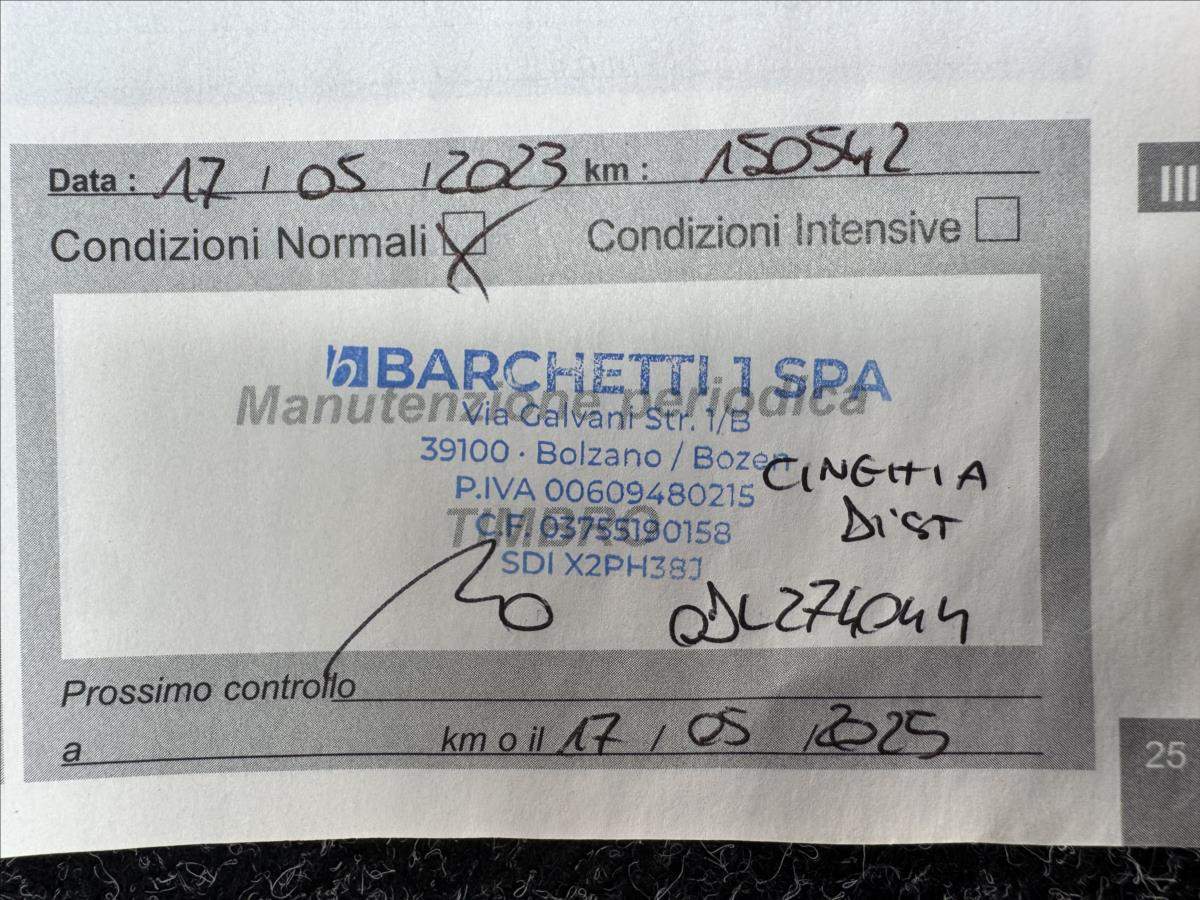 Data : 17 / 05 / 2023 km : 150542
Condizioni Normali Condizioni Intensive
III
BARCHETTI 1 SPA
Manutenzione periodica
Via Galvani Str. 1/B
39100 · Bolzano / Bozen
P.IVA 00609480215
CINGHIA
TIMBRO
C.F. 03755190158
DIST
SDI X2PH38J
ODL274044
Prossimo controllo
a km o il 17 / 05 / 2025
25